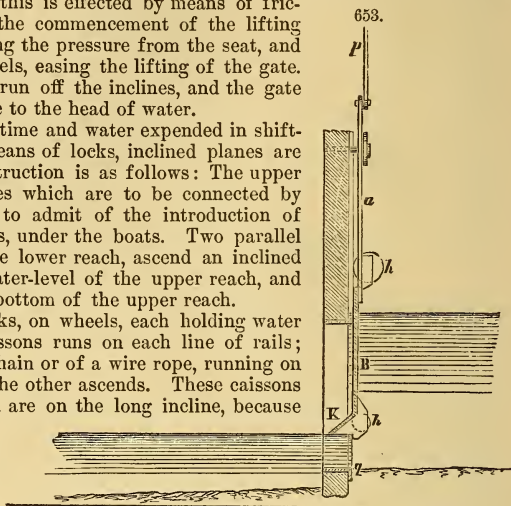 this is effected by means of fric-
the commencement of the lifting
ng the pressure from the seat, and
els, easing the lifting of the gate.
run off the inclines, and the gate
e to the head of water.
time and water expended in shift-
eans of locks, inclined planes are
truction is as follows: The upper
es which are to be connected by
to admit of the introduction of
s, under the boats. Two parallel
e lower reach, ascend an inclined
ater-level of the upper reach, and
bottom of the upper reach.
ks, on wheels, each holding water
ssons runs on each line of rails;
hain or of a wire rope, running on
he other ascends. These caissons
are on the long incline, because
653.
p
a
h
B
K
h
l